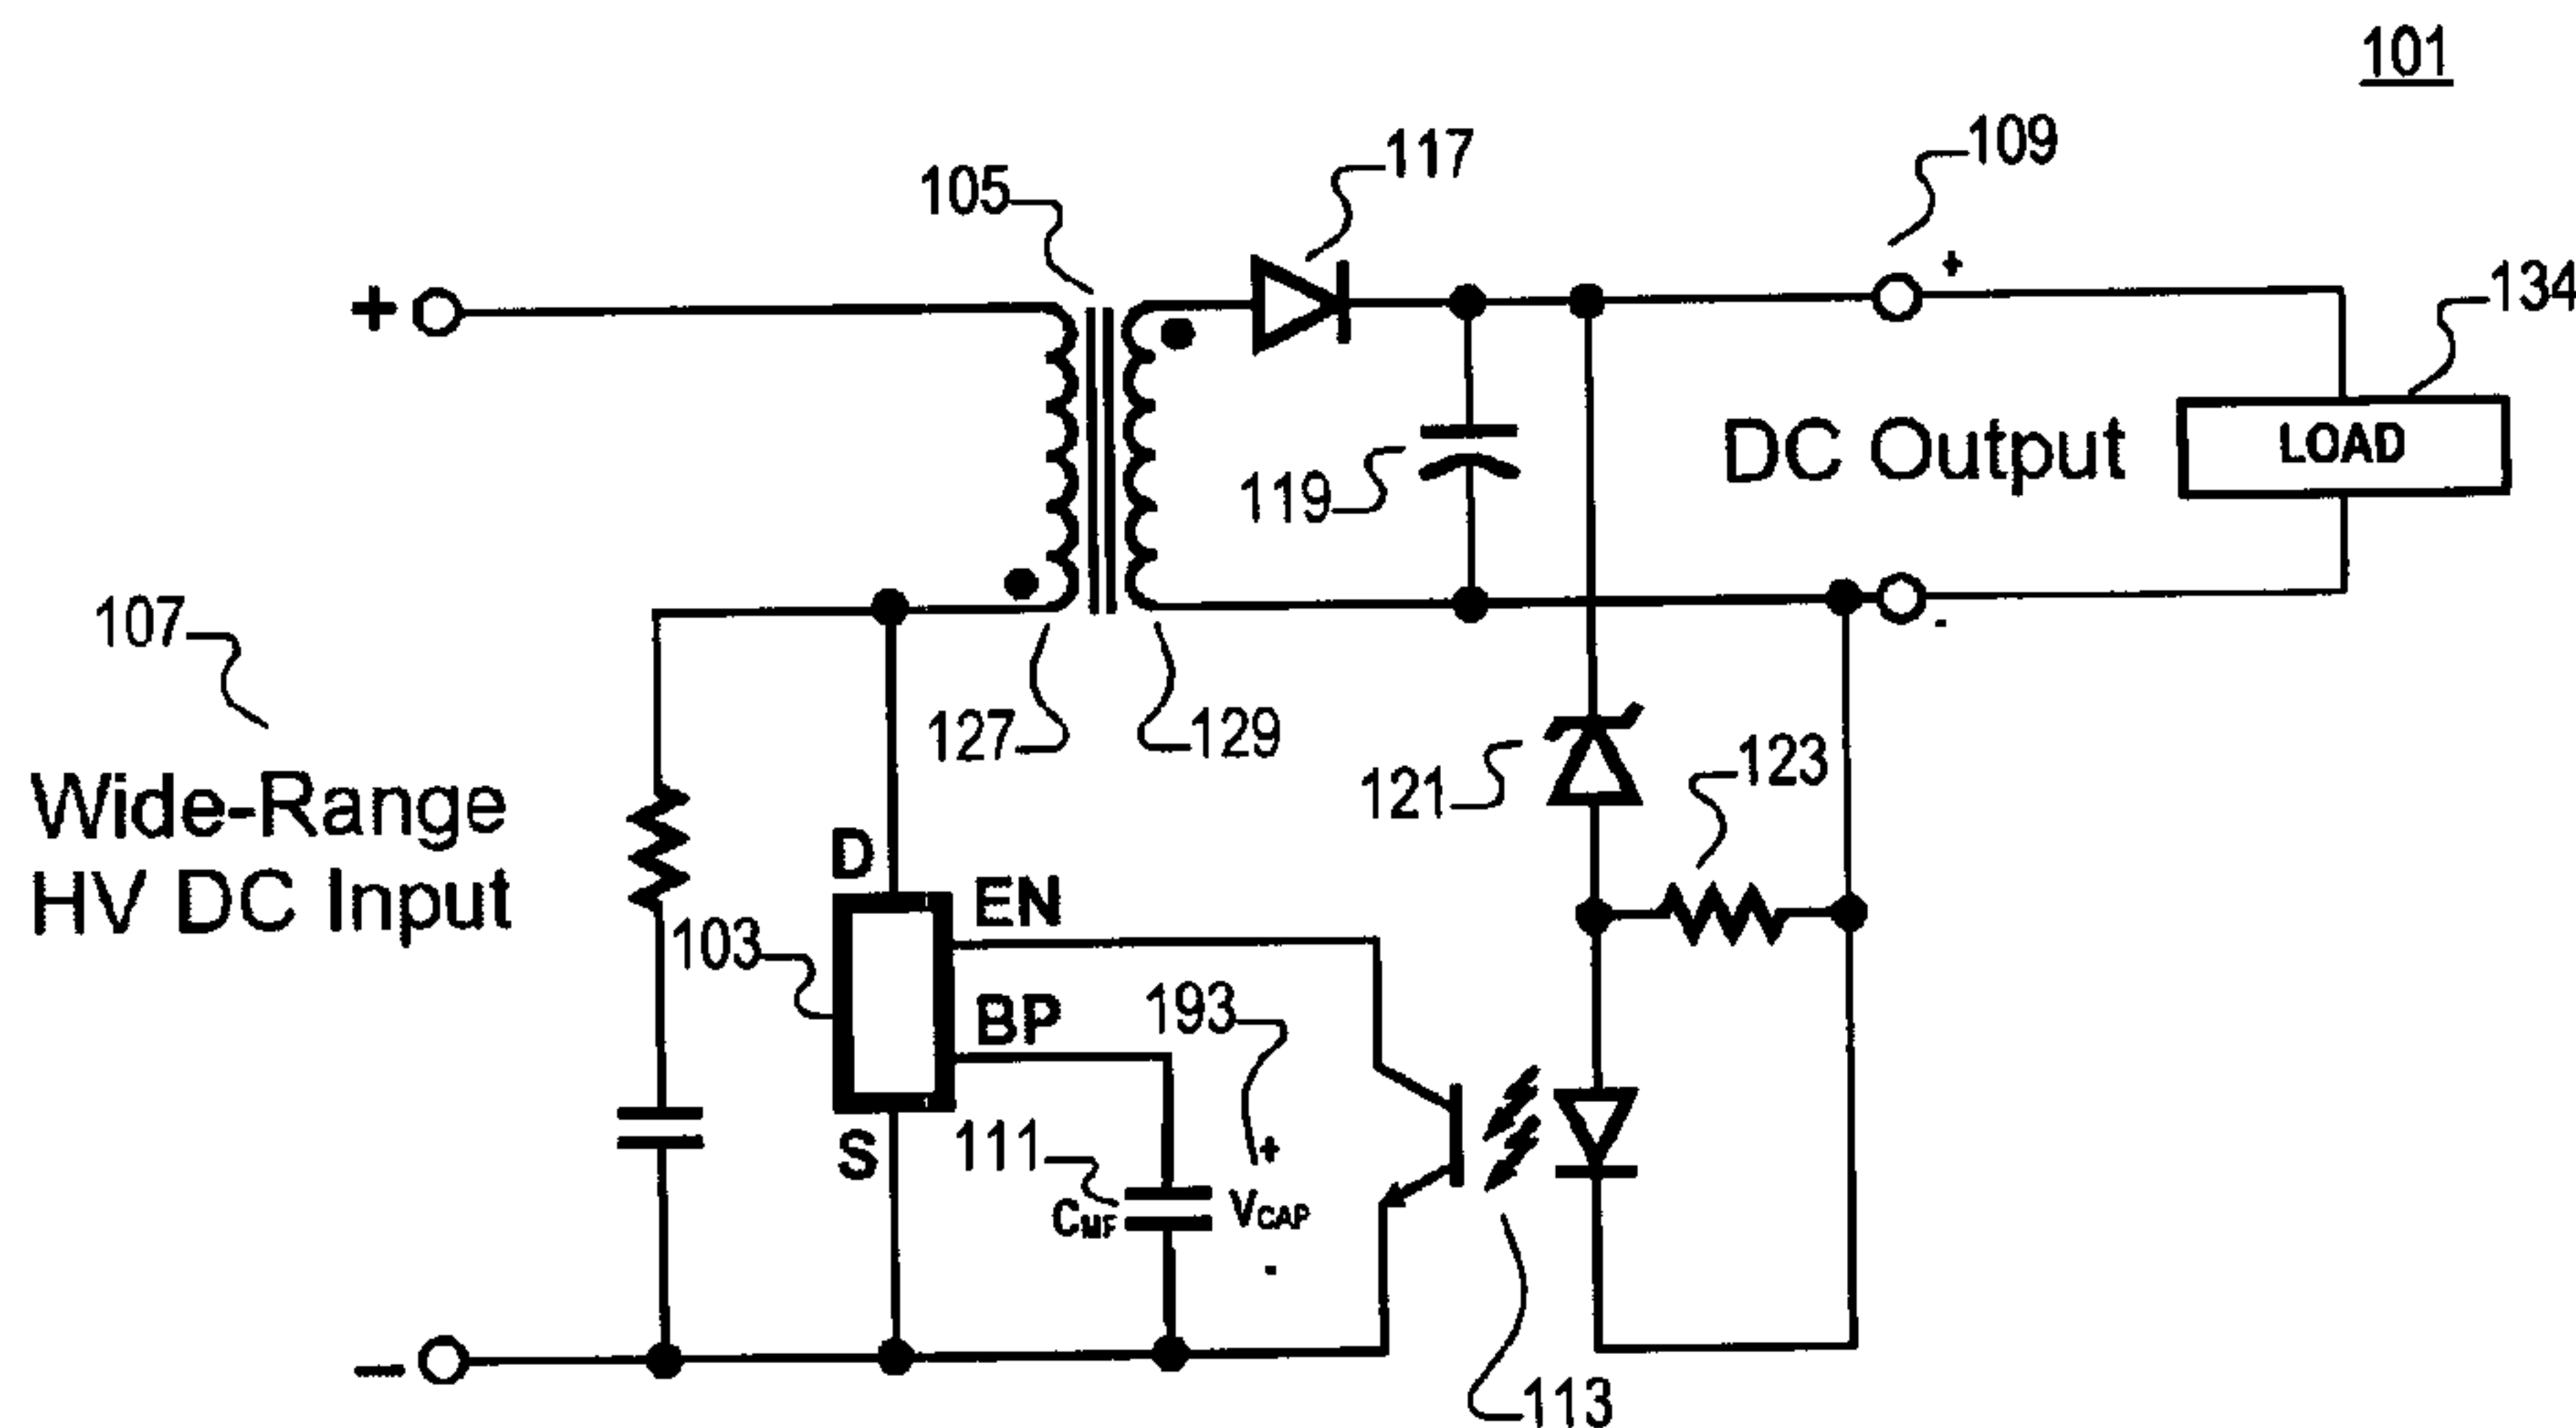 101
109
117
105
134
+
+
LOAD
DC Output
119
-
107
127
129
123
121
Wide-Range
HV DC Input
D
EN
103
BP
193
S
111
+
CMF
VCAP
-
–
113